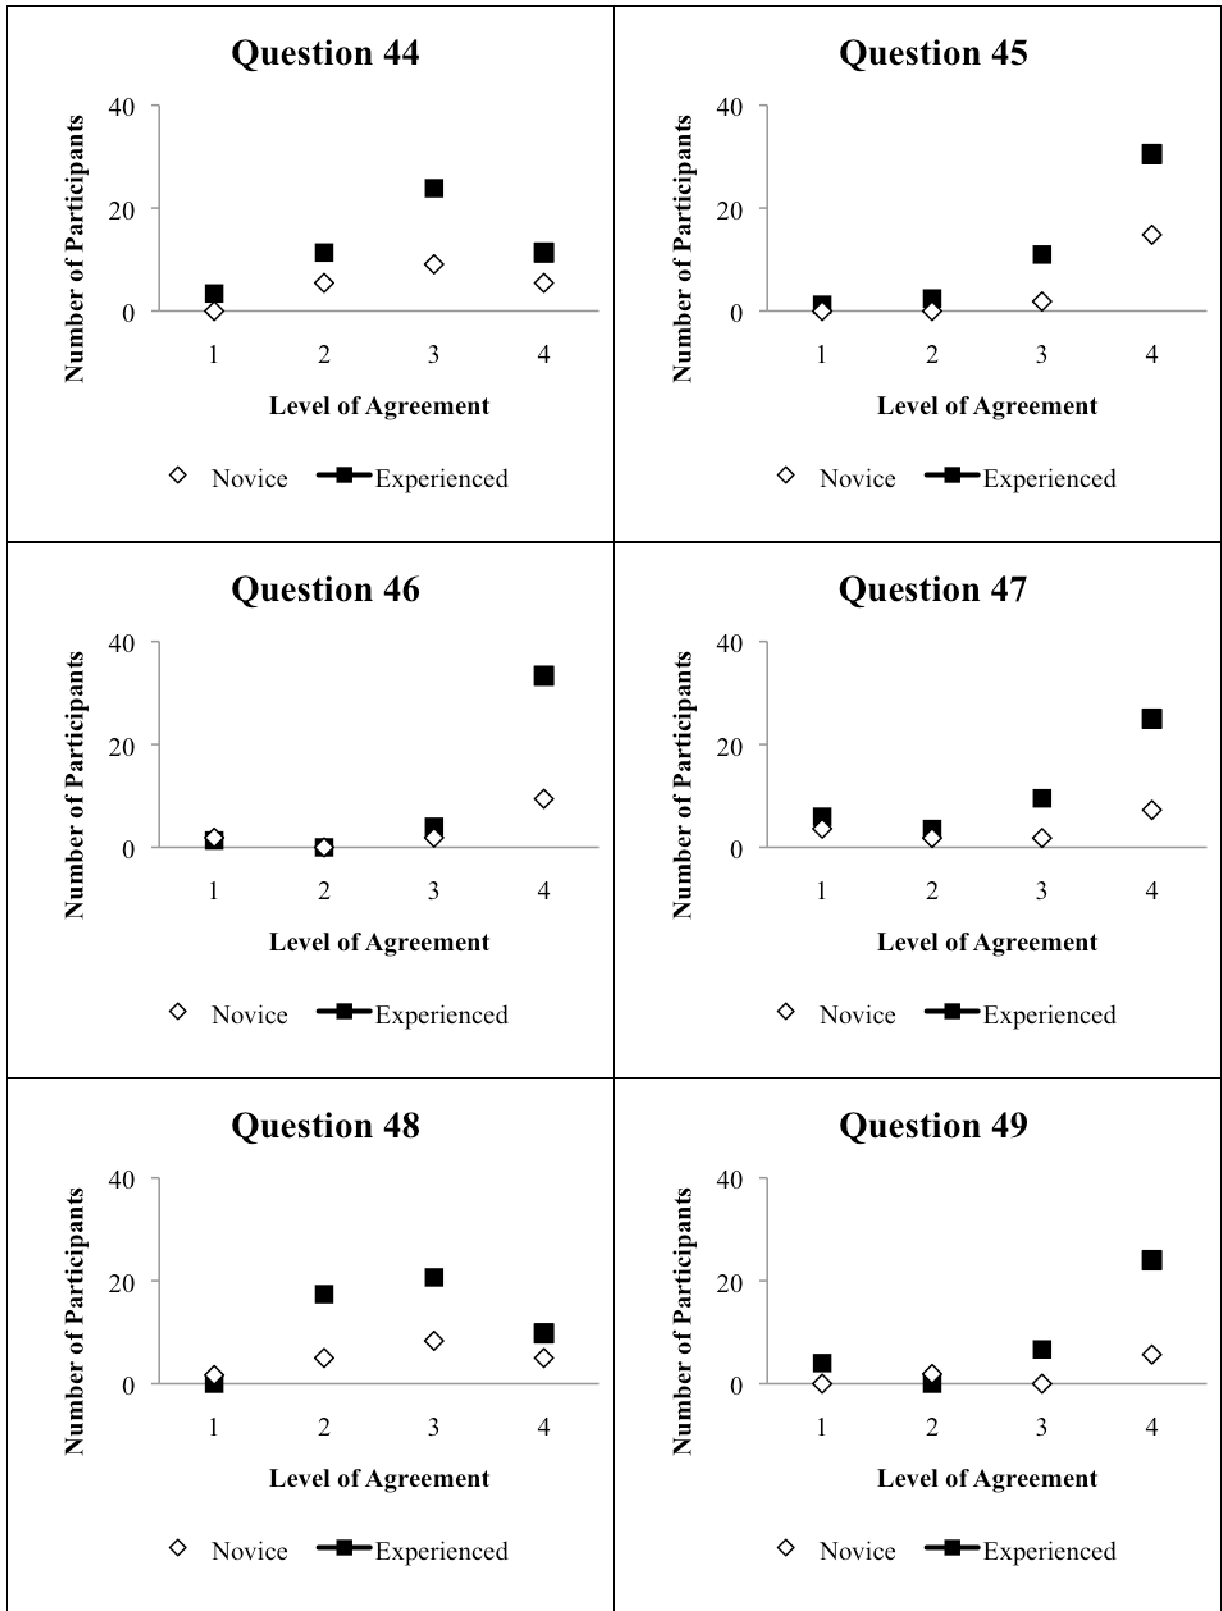 Question 44
40
20
0
Number of Participants
1 2 3 4
Level of Agreement
Novice Experienced
Question 45
40
20
0
Number of Participants
1 2 3 4
Level of Agreement
Novice Experienced
Question 46
40
20
0
Number of Participants
1 2 3 4
Level of Agreement
Novice Experienced
Question 47
40
20
0
Number of Participants
1 2 3 4
Level of Agreement
Novice Experienced
Question 48
40
20
0
Number of Participants
1 2 3 4
Level of Agreement
Novice Experienced
Question 49
40
20
0
Number of Participants
1 2 3 4
Level of Agreement
Novice Experienced